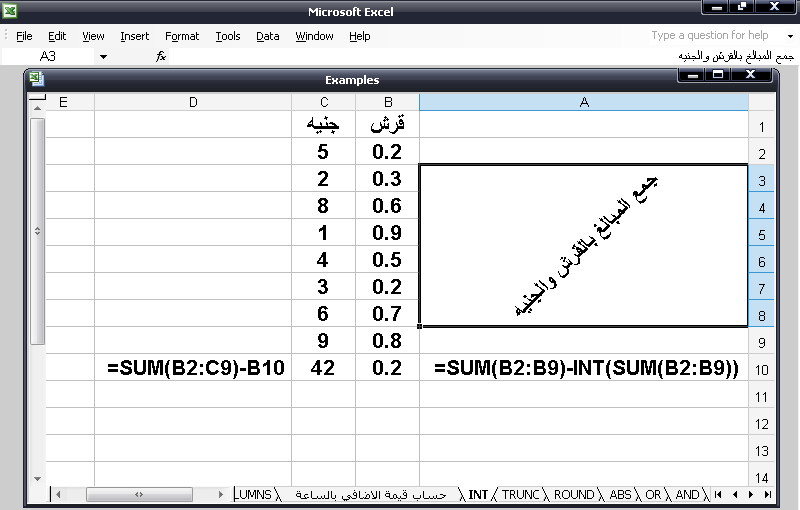 Microsoft Excel
File Edit View Insert Format Tools Data Window Help Type a question for help
A3 fx جمع المبالغ بالقرش والجنيه
Examples
E D C B A
جنيه قرش 1
5 0.2 2
2 0.3 3
8 0.6 4
1 0.9 5
4 0.5 6
3 0.2 7
6 0.7 8
9 0.8 9
جمع المبالغ بالقرش والجنيه
=SUM(B2:C9)-B10 42 0.2 =SUM(B2:B9)-INT(SUM(B2:B9)) 10
11
12
13
14
LUMNS حساب قيمة الاضافي بالساعة INT TRUNC ROUND ABS OR AND